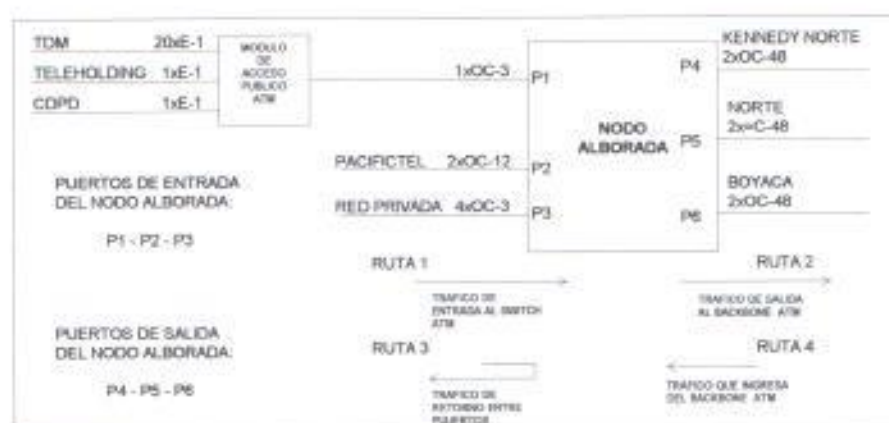 TDM 20xE-1
TELEHOLDING 1xE-1
CDPD 1xE-1
MODULO
DE
ACCESO
PUBLICO
ATM
1xOC-3 P1
PACIFICTEL 2xOC-12 P2
RED PRIVADA 4xOC-3 P3
NODO
ALBORADA
P4
KENNEDY NORTE
2xOC-48
P5
NORTE
2x=C-48
P6
BOYACA
2xOC-48
PUERTOS DE ENTRADA
DEL NODO ALBORADA:
P1 - P2 - P3
PUERTOS DE SALIDA
DEL NODO ALBORADA:
P4 - P5 - P6
RUTA 1
TRAFICO DE
ENTRADA AL SWITCH
ATM
RUTA 2
TRAFICO DE SALIDA
AL BACKBONE ATM
RUTA 3
TRAFICO DE
RETORNO ENTRE
PUERTOS
RUTA 4
TRAFICO QUE INGRESA
DEL BACKBONE ATM